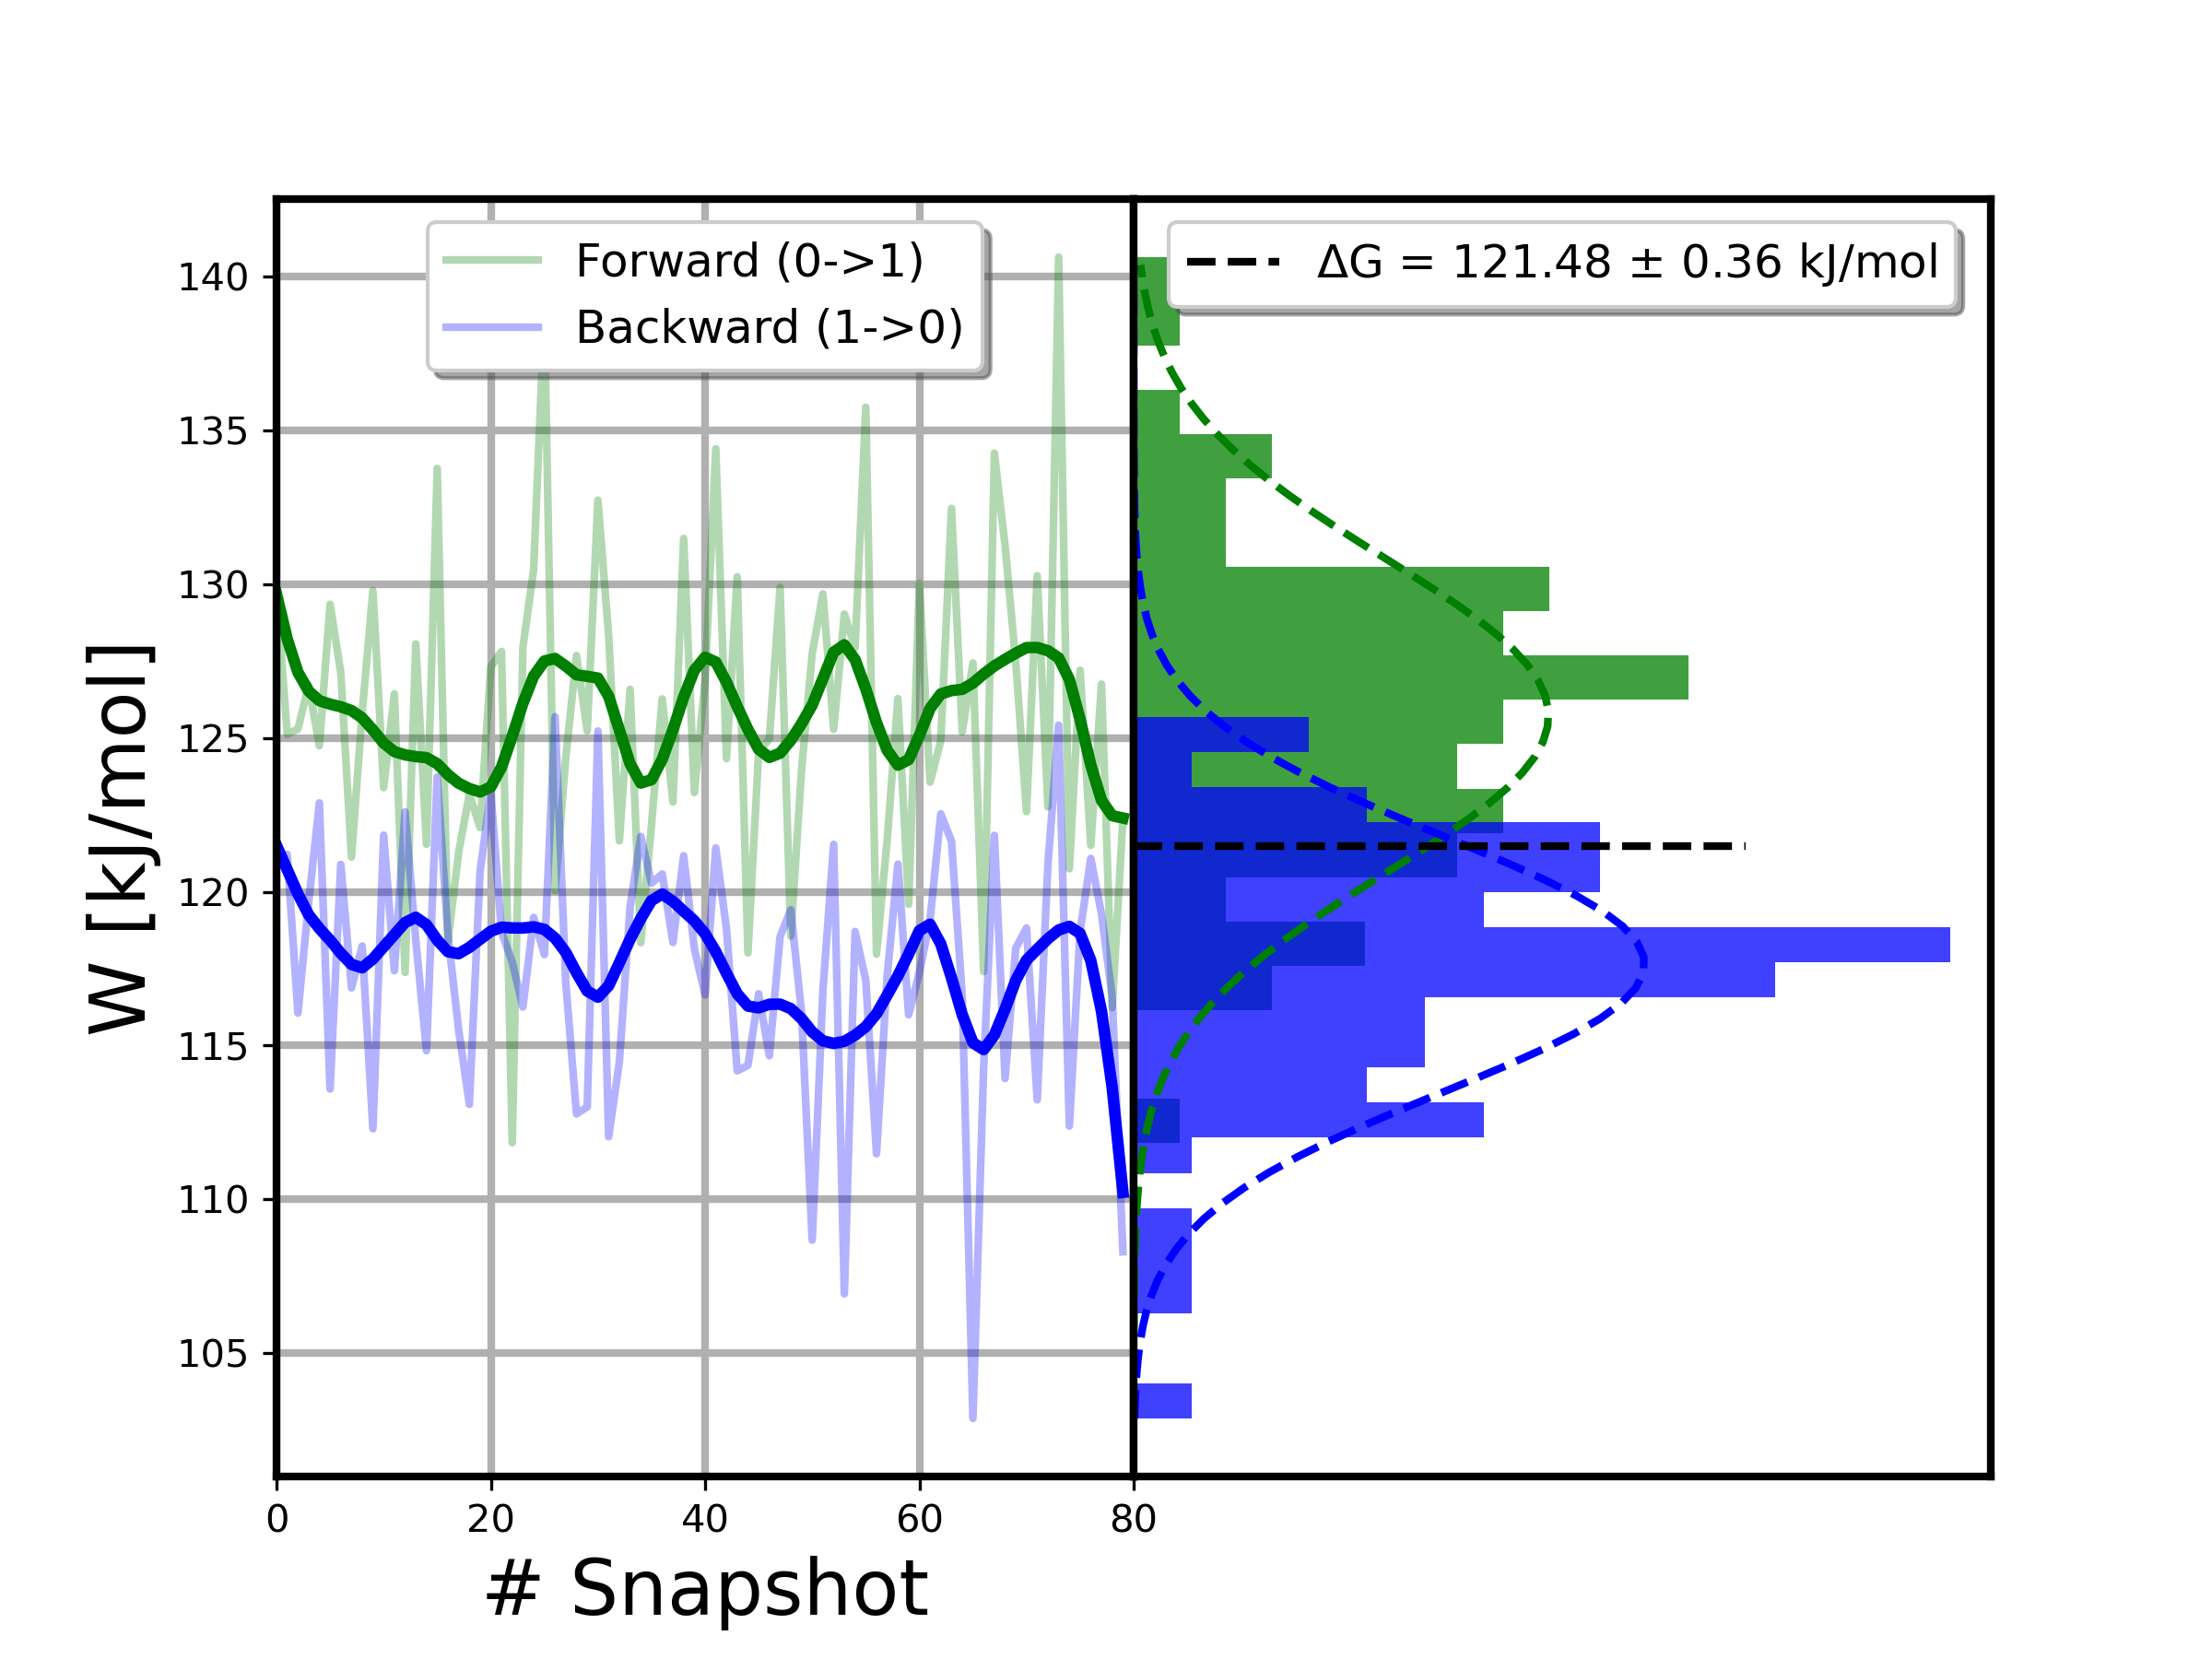 Forward (0->1)
Backward (1->0)
ΔG = 121.48 ± 0.36 kJ/mol
W [kJ/mol]
140
135
130
125
120
115
110
105
0 20 40 60 80
# Snapshot